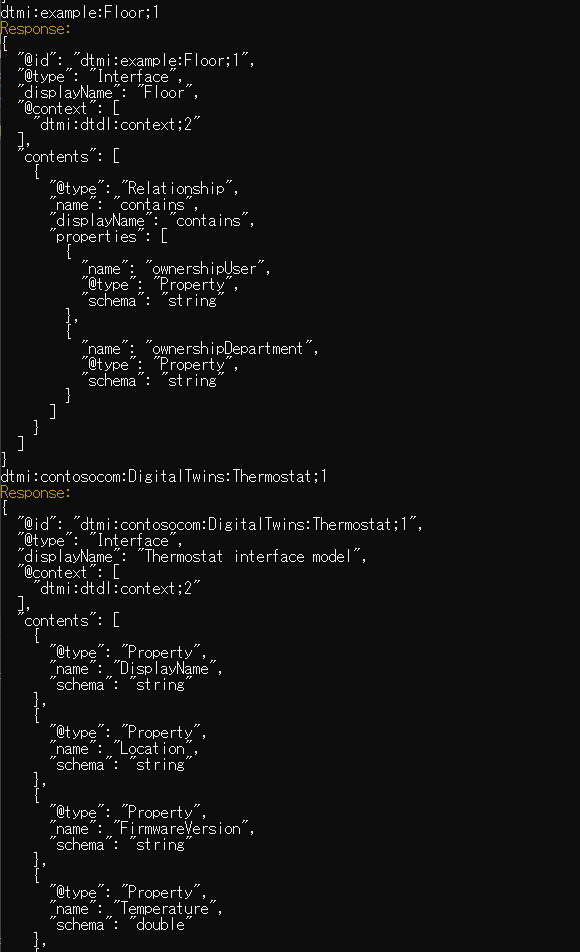 dtmi:example:Floor;1
Response:
{
  "@id": "dtmi:example:Floor;1",
  "@type": "Interface",
  "displayName": "Floor",
  "@context": [
    "dtmi:dtdl:context;2"
  ],
  "contents": [
    {
      "@type": "Relationship",
      "name": "contains",
      "displayName": "contains",
      "properties": [
        {
          "name": "ownershipUser",
          "@type": "Property",
          "schema": "string"
        },
        {
          "name": "ownershipDepartment",
          "@type": "Property",
          "schema": "string"
        }
      ]
    }
  ]
}
dtmi:contosocom:DigitalTwins:Thermostat;1
Response:
{
  "@id": "dtmi:contosocom:DigitalTwins:Thermostat;1",
  "@type": "Interface",
  "displayName": "Thermostat interface model",
  "@context": [
    "dtmi:dtdl:context;2"
  ],
  "contents": [
    {
      "@type": "Property",
      "name": "DisplayName",
      "schema": "string"
    },
    {
      "@type": "Property",
      "name": "Location",
      "schema": "string"
    },
    {
      "@type": "Property",
      "name": "FirmwareVersion",
      "schema": "string"
    },
    {
      "@type": "Property",
      "name": "Temperature",
      "schema": "double"
    },